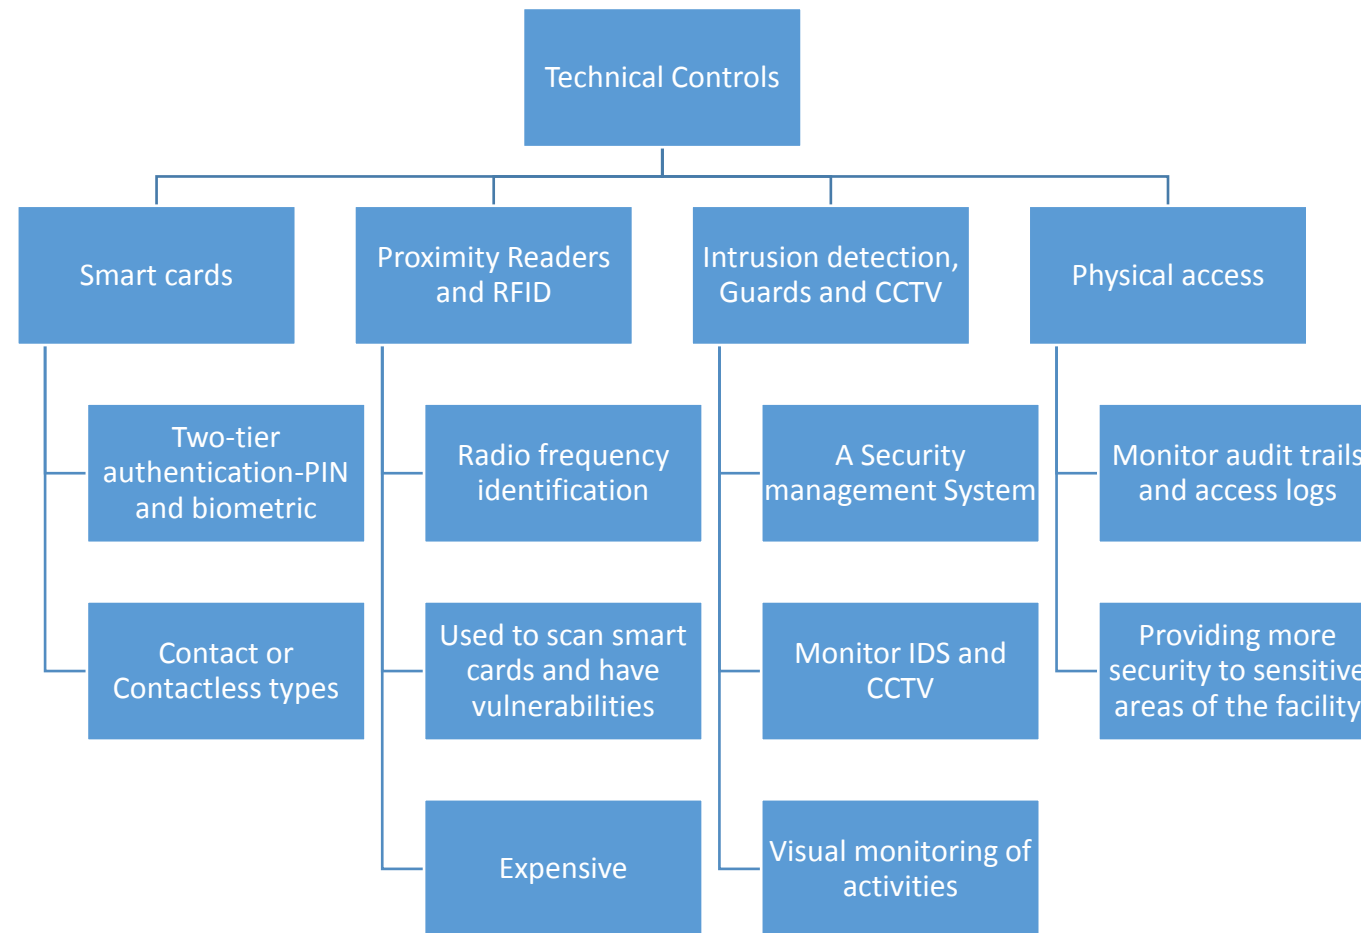 Technical Controls
Smart cards
Proximity Readers
and RFID
Intrusion detection,
Guards and CCTV
Physical access
Two-tier
authentication-PIN
and biometric
Radio frequency
identification
A Security
management System
Monitor audit trails
and access logs
Contact or
Contactless types
Used to scan smart
cards and have
vulnerabilities
Monitor IDS and
CCTV
Providing more
security to sensitive
areas of the facility
Expensive
Visual monitoring of
activities